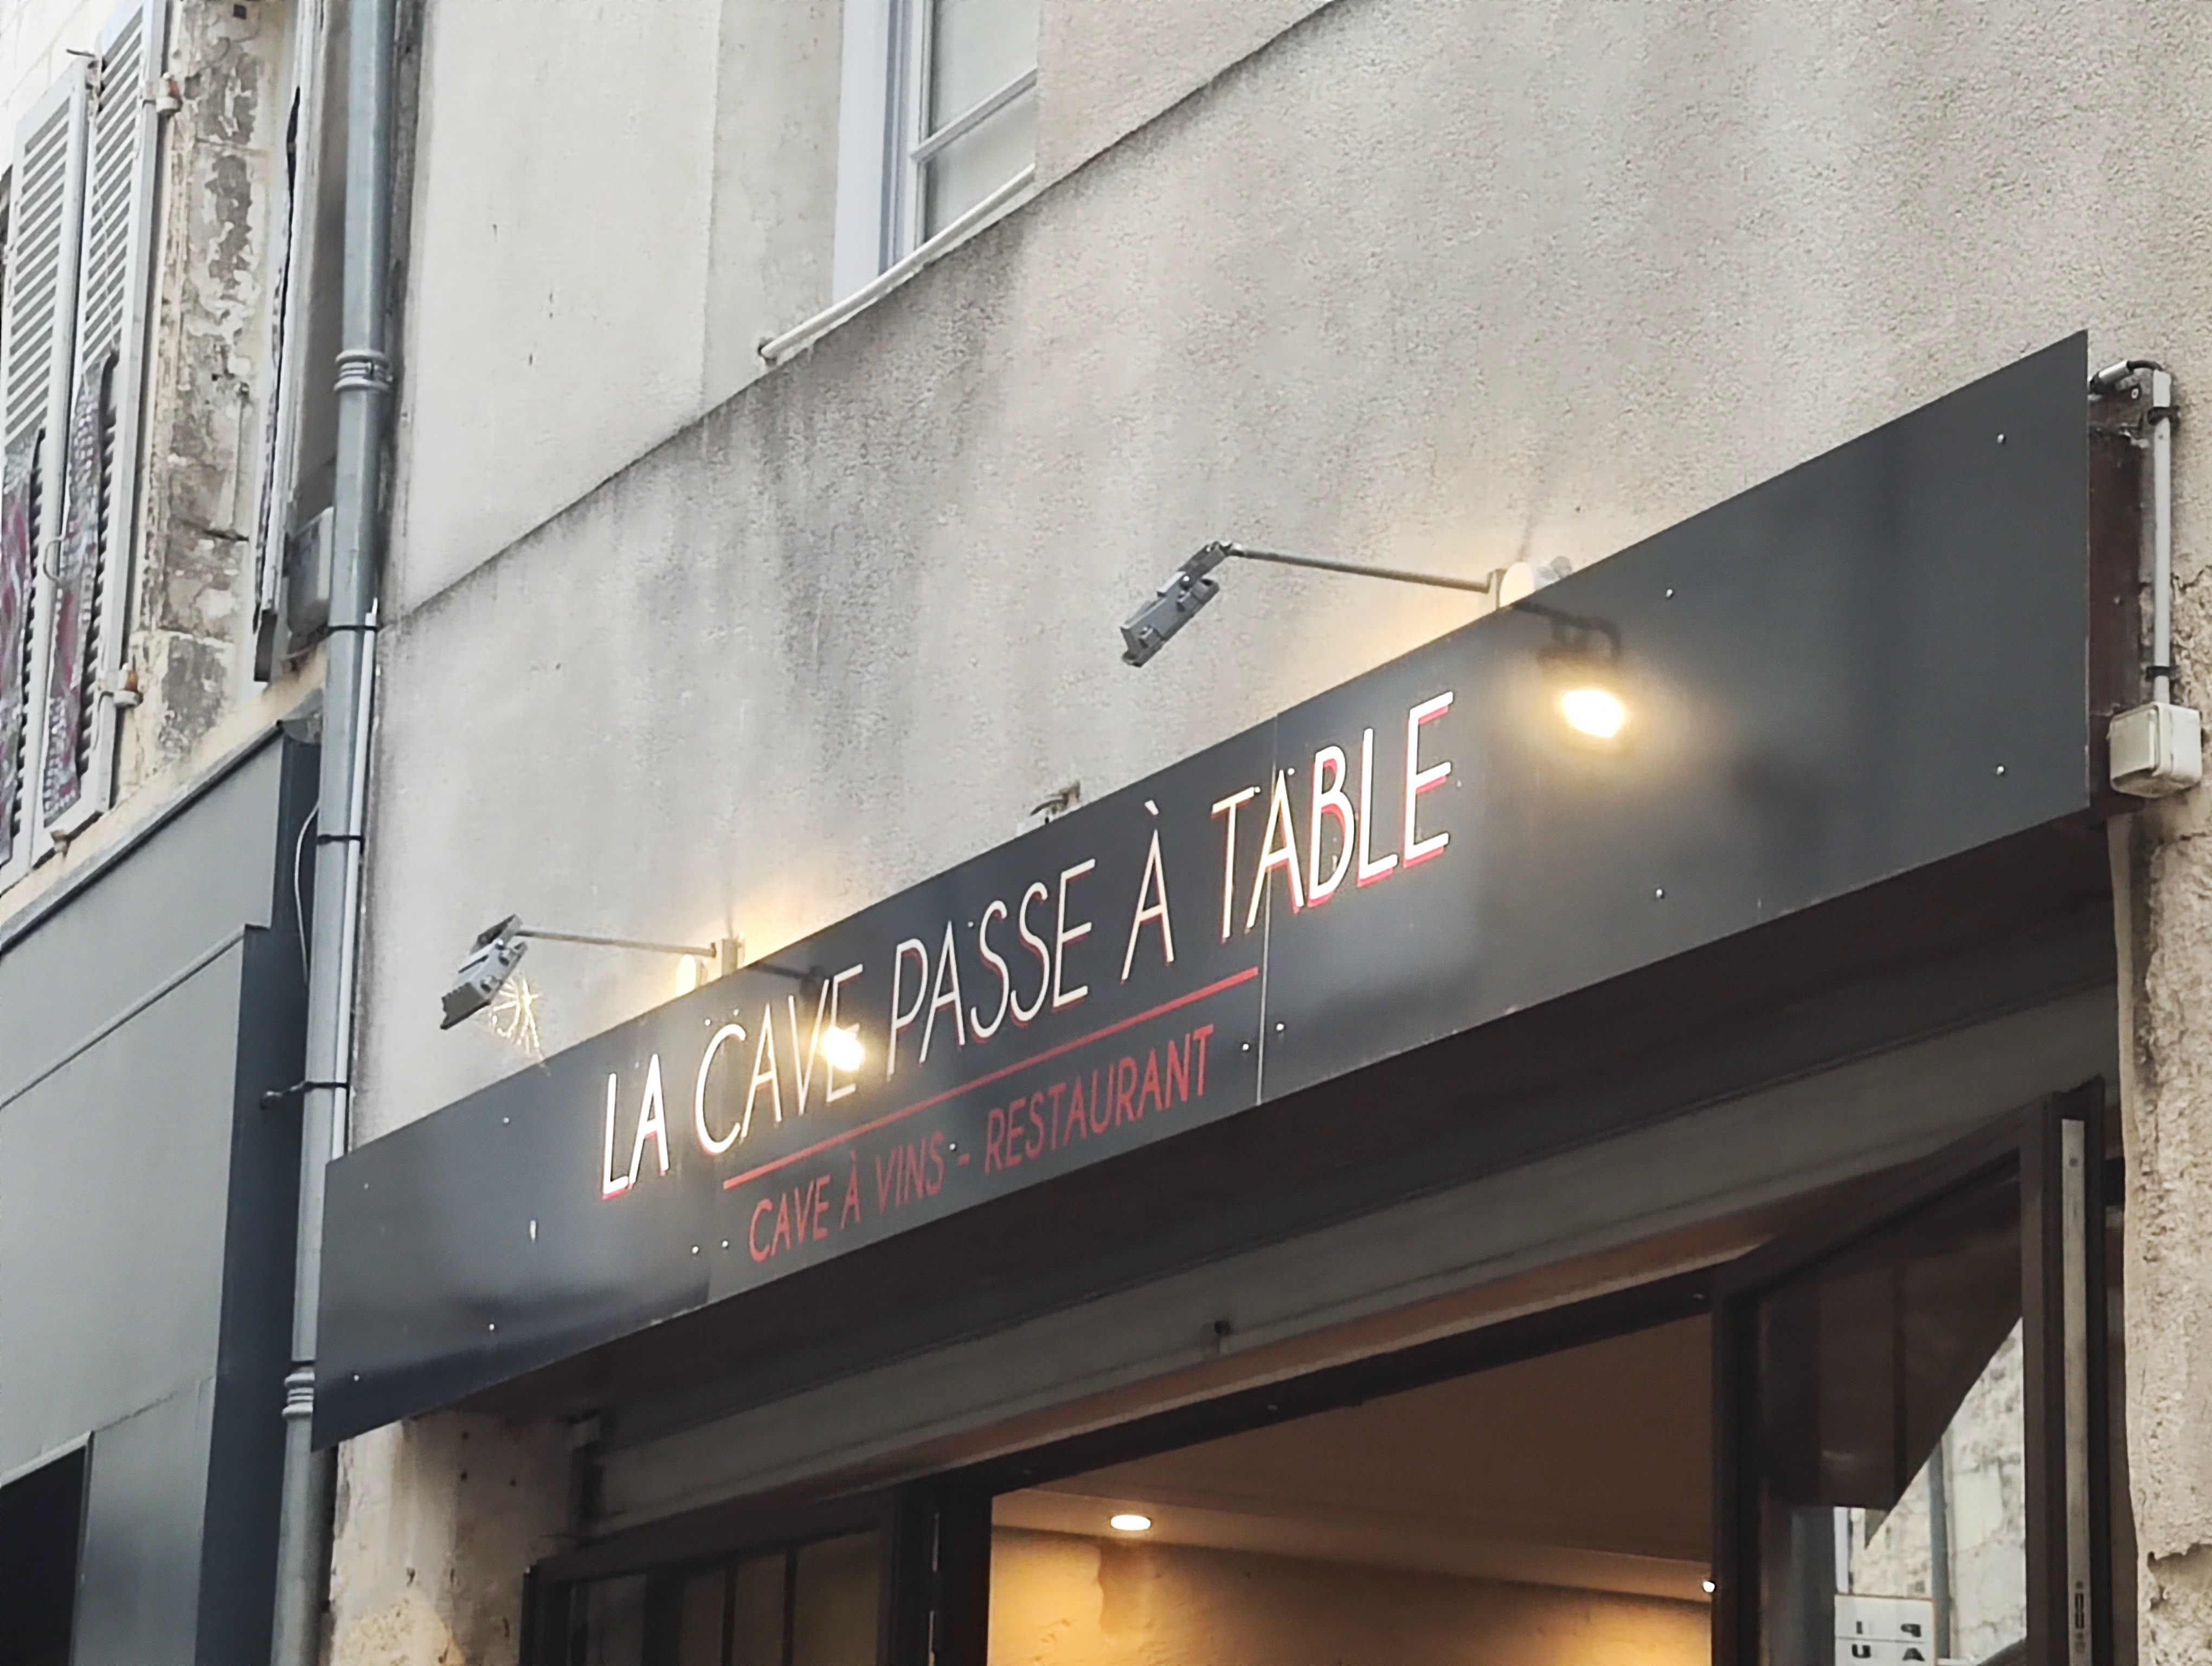 LA CAVE PASSE À TABLE
CAVE À VINS - RESTAURANT